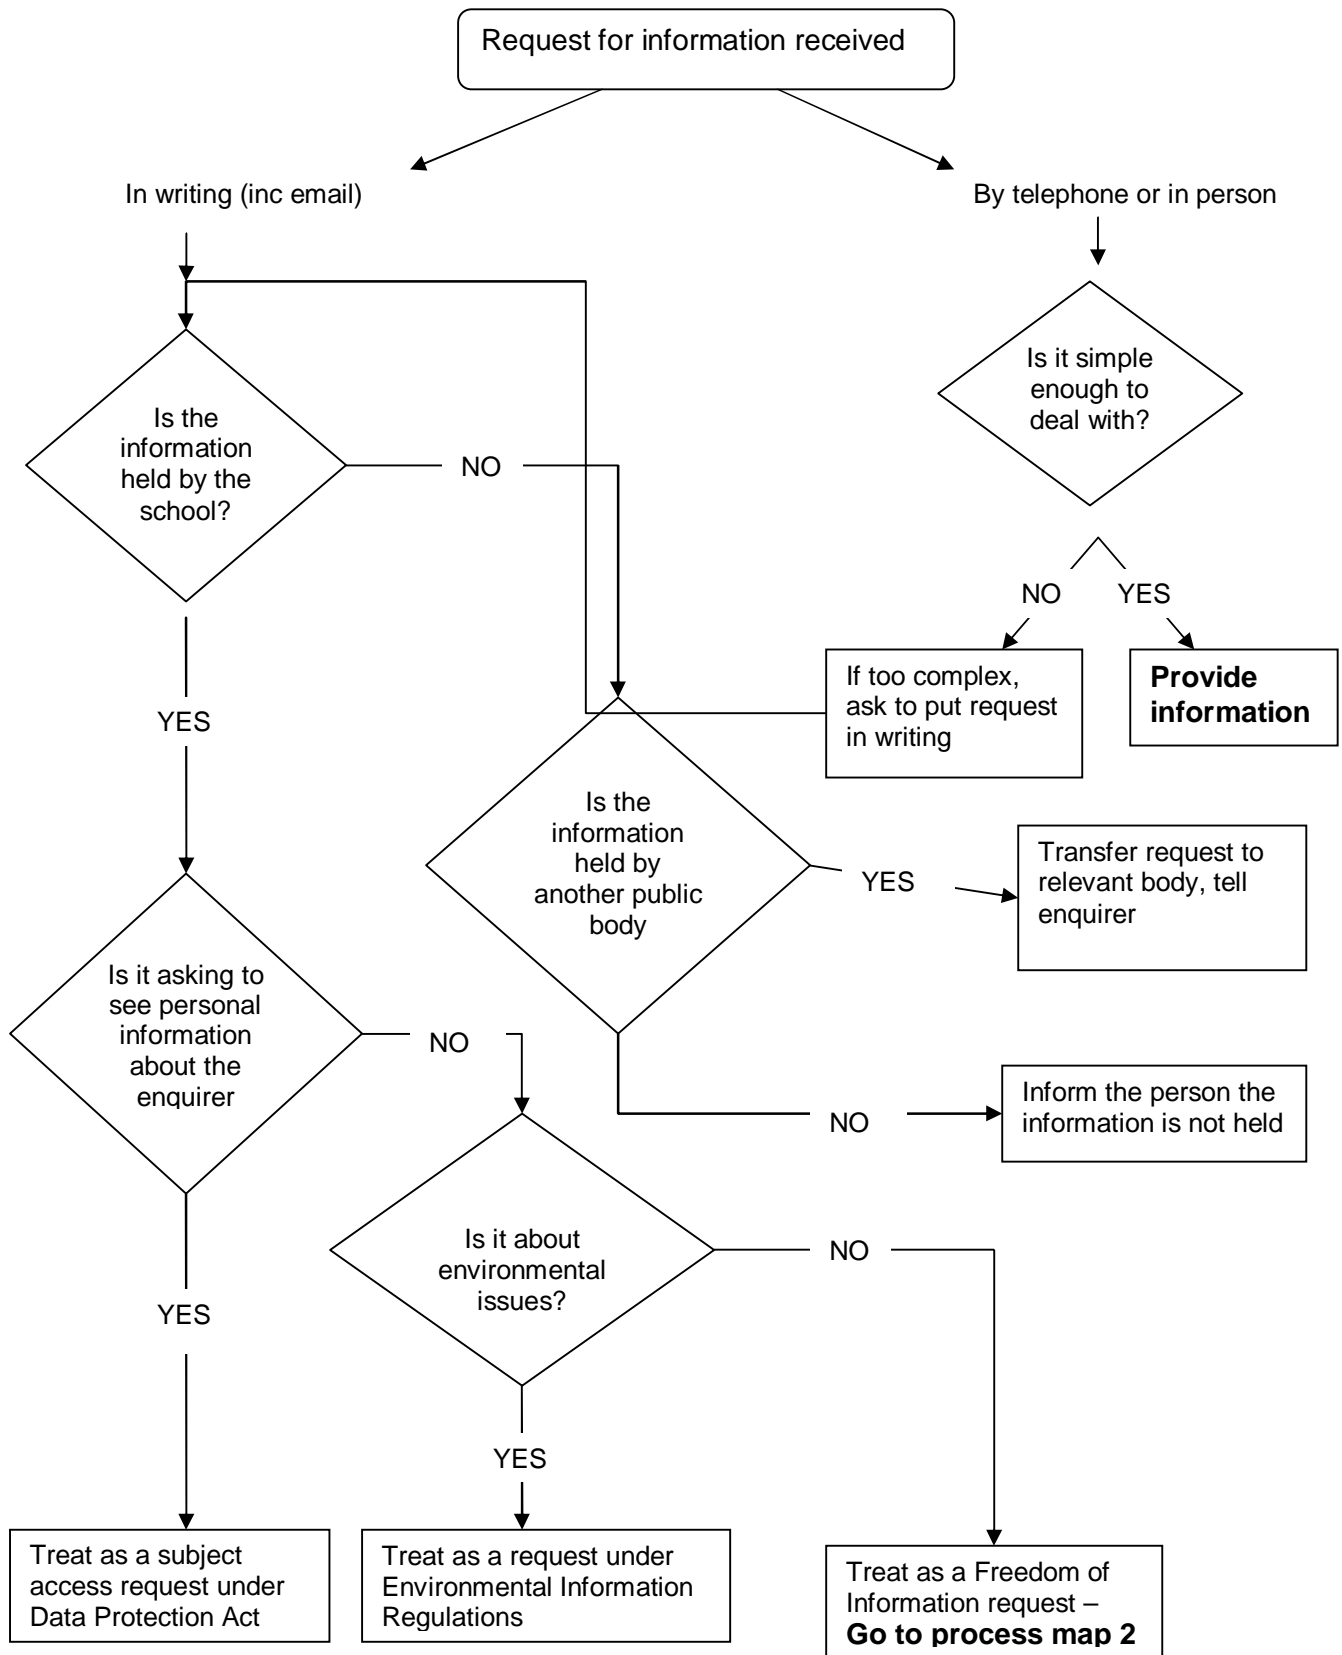 Request for information received
In writing (inc email)
By telephone or in person
Is it simple
enough to
deal with?
Is the
information
held by the
school?
NO
NO
YES
If too complex,
ask to put request
in writing
Provide
information
YES
Is the
information
held by
another public
body
YES
Transfer request to
relevant body, tell
enquirer
Is it asking to
see personal
information
about the
enquirer
NO
Inform the person the
information is not held
NO
Is it about
environmental
issues?
NO
YES
YES
Treat as a subject
access request under
Data Protection Act
Treat as a request under
Environmental Information
Regulations
Treat as a Freedom of
Information request –
Go to process map 2